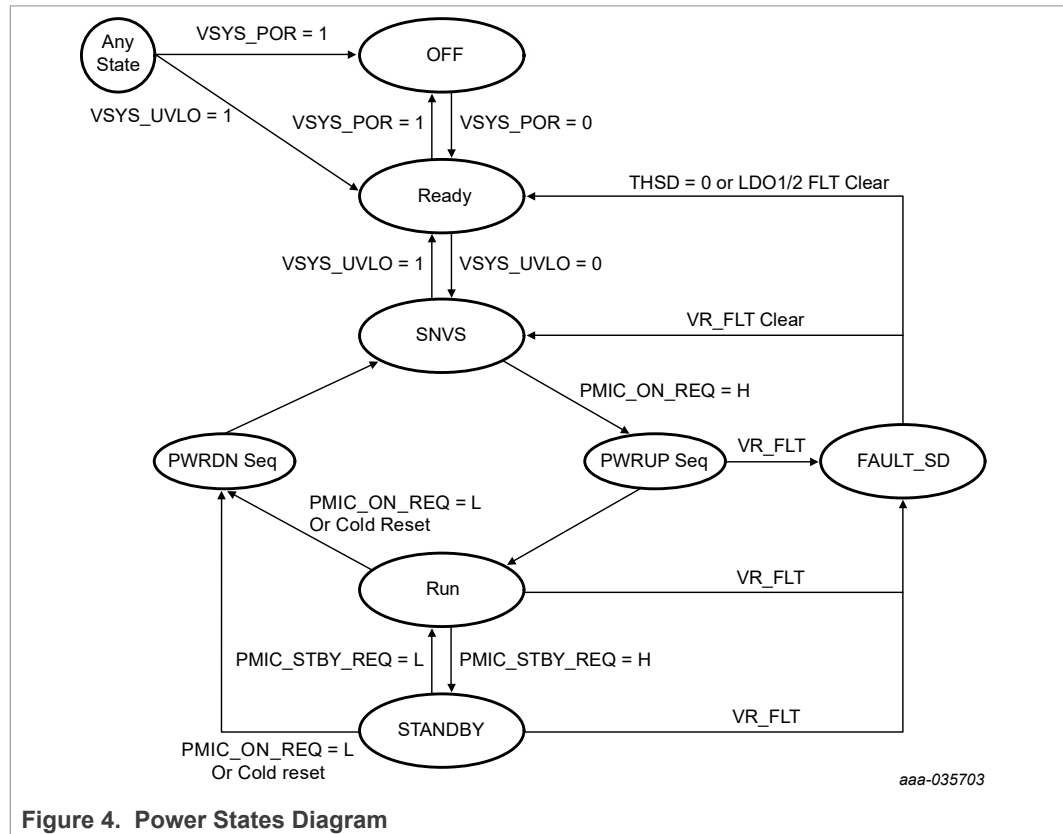 Any
State
VSYS_POR = 1
OFF
VSYS_UVLO = 1
VSYS_POR = 1
VSYS_POR = 0
Ready
THSD = 0 or LDO1/2 FLT Clear
VSYS_UVLO = 1
VSYS_UVLO = 0
SNVS
VR_FLT Clear
PMIC_ON_REQ = H
PWRDN Seq
PWRUP Seq
VR_FLT
FAULT_SD
PMIC_ON_REQ = L
Or Cold Reset
Run
VR_FLT
PMIC_STBY_REQ = L
PMIC_STBY_REQ = H
STANDBY
VR_FLT
PMIC_ON_REQ = L
Or Cold reset
aaa-035703
Figure 4. Power States Diagram